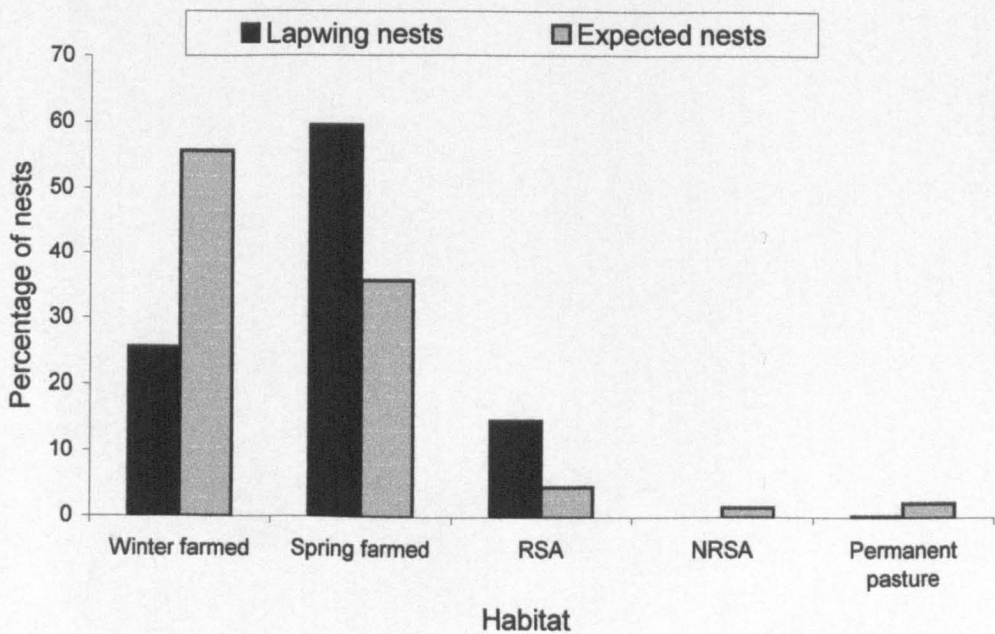 Lapwing nests Expected nests
Percentage of nests
70
60
50
40
30
20
10
0
Winter farmed Spring farmed RSA NRSA Permanent
pasture
Habitat